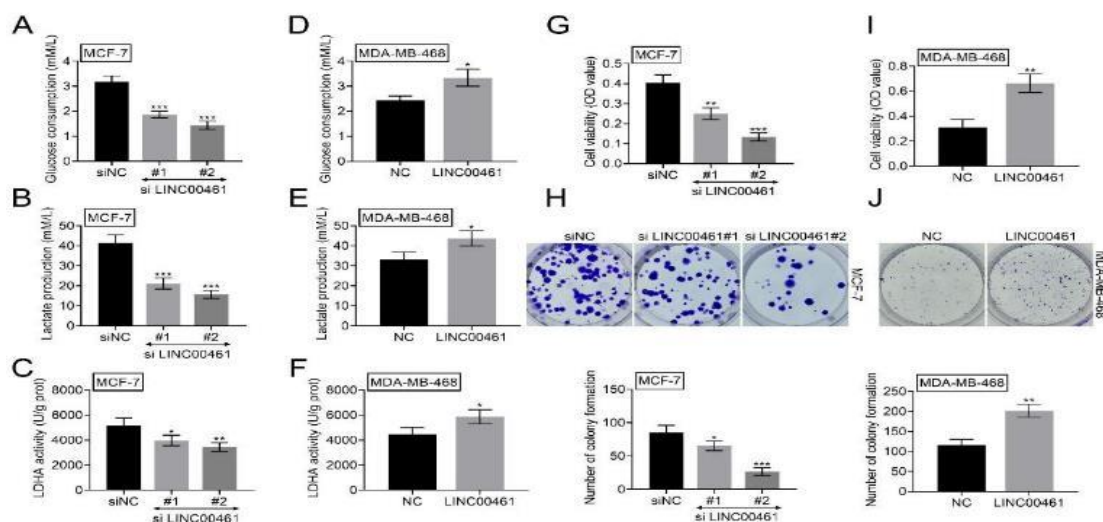 A
MCF-7
Glucose consumption (mM/L)
4
3
2
1
0
***
***
siNC
#1
#2
si LINC00461
D
MDA-MB-468
Glucose consumption (mM/L)
5
4
3
2
1
0
*
NC
LINC00461
G
MCF-7
Cell viability (OD value)
0.5
0.4
0.3
0.2
0.1
0.0
**
***
siNC
#1
#2
si LINC00461
I
MDA-MB-468
Cell viability (OD value)
0.8
0.6
0.4
0.2
0.0
**
NC
LINC00461
B
MCF-7
Lactate production (mM/L)
50
40
30
20
10
0
***
***
siNC
#1
#2
si LINC00461
E
MDA-MB-468
Lactate production (mM/L)
60
50
40
30
20
10
0
*
NC
LINC00461
H
siNC
si LINC00461#1
si LINC00461#2
MCF-7
J
NC
LINC00461
MDA-MB-468
C
MCF-7
LDHA activity (U/g prot)
8000
6000
4000
2000
0
*
**
siNC
#1
#2
si LINC00461
F
MDA-MB-468
LDHA activity (U/g prot)
8000
6000
4000
2000
0
*
NC
LINC00461
MCF-7
Number of colony formation
150
100
50
0
*
***
siNC
#1
#2
si LINC00461
MDA-MB-468
Number of colony formation
250
200
150
100
50
0
**
NC
LINC00461